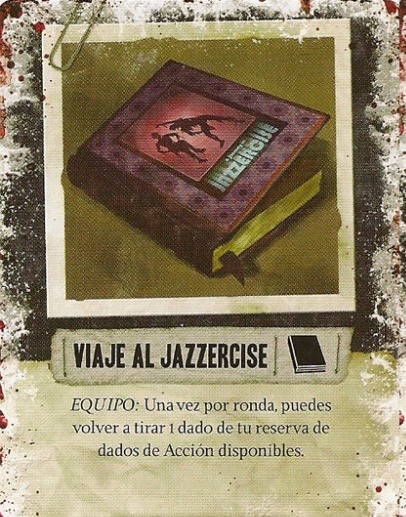 JAZZERCIJE
VIAJE AL JAZZERCISE
EQUIPO: Una vez por ronda, puedes
volver a tirar 1 dado de tu reserva de
dados de Acción disponibles.